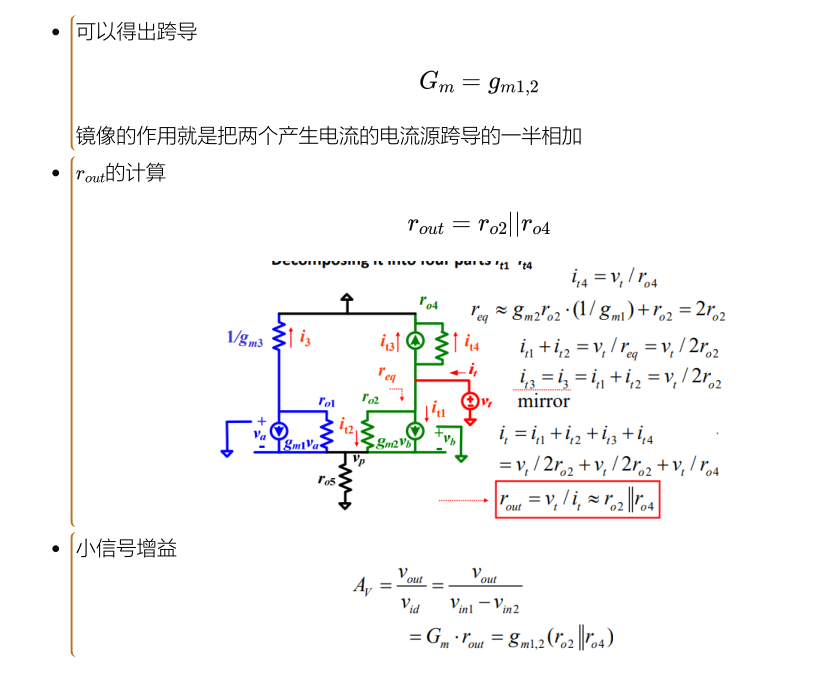 可以得出跨导
G_m = g_{m1,2}
镜像的作用就是把两个产生电流的电流源跨导的一半相加
r_{out}的计算
r_{out} = r_{o2}||r_{o4}
Decomposing it into four parts i_{t1}-i_{t4}
i_{t4} = v_t / r_{o4}
r_{o4}
r_{eq} ≈ g_{m2}r_{o2}·(1/g_{m1})+r_{o2} = 2r_{o2}
1/g_{m3}
i_3
i_{t3}
i_{t4}
i_{t1}+i_{t2} = v_t / r_{eq} = v_t / 2r_{o2}
r_{eq}
i_t
i_{t3} = i_3 = i_{t1}+i_{t2} = v_t / 2r_{o2}
mirror
r_{o1}
r_{o2}
i_{t1}
v_t
+
v_a
-
g_{m1}v_a
i_{t2}
g_{m2}v_b
+
v_b
-
i_t = i_{t1}+i_{t2}+i_{t3}+i_{t4}
v_p
= v_t / 2r_{o2} + v_t / 2r_{o2} + v_t / r_{o4}
r_{o5}
r_{out} = v_t / i_t ≈ r_{o2}||r_{o4}
小信号增益
A_V = v_{out} / v_{id} = v_{out} / (v_{in1} − v_{in2})
= G_m · r_{out} = g_{m1,2}(r_{o2}||r_{o4})